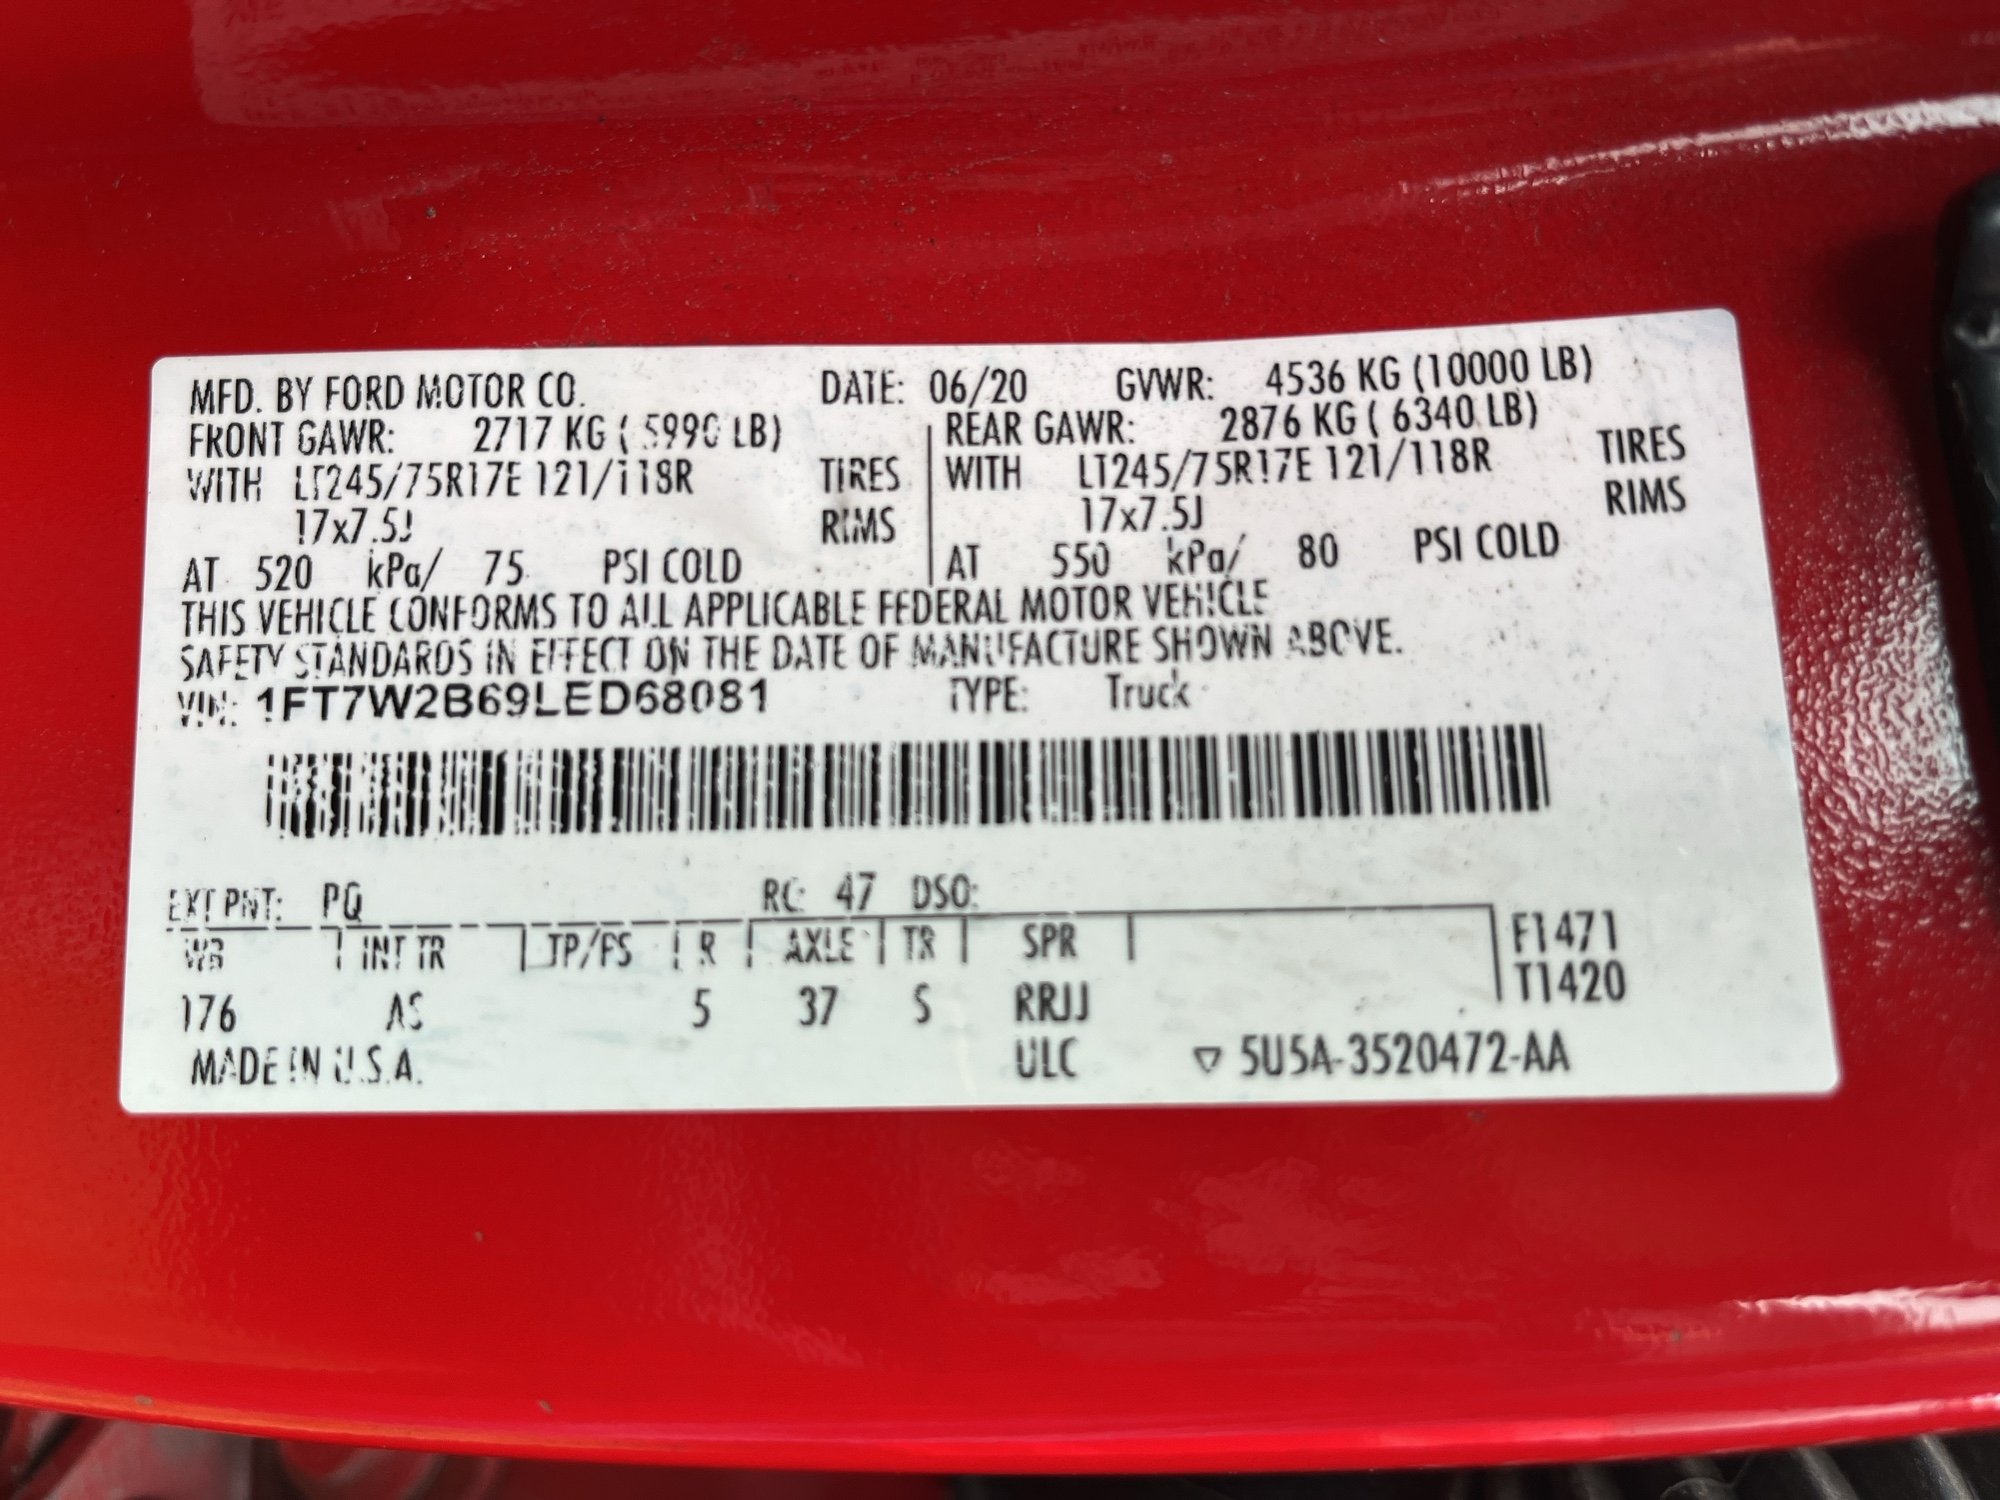 MFD. BY FORD MOTOR CO. DATE: 06/20 GVWR: 4536 KG (10000 LB)
FRONT GAWR: 2717 KG ( 5990 LB) REAR GAWR: 2876 KG ( 6340 LB)
WITH LT245/75R17E 121/118R TIRES WITH LT245/75R17E 121/118R TIRES
17x7.5J RIMS 17x7.5J RIMS
AT 520 kPa/ 75 PSI COLD AT 550 kPa/ 80 PSI COLD
THIS VEHICLE CONFORMS TO ALL APPLICABLE FEDERAL MOTOR VEHICLE
SAFETY STANDARDS IN EFFECT ON THE DATE OF MANUFACTURE SHOWN ABOVE.
VIN: 1FT7W2B69LED68081 TYPE: Truck
EXT PNT: PQ RC: 47 DSO:
WB INT TR TP/FS R AXLE TR SPR F1471
T1420
176 AS 5 37 S RRJJ
MADE IN U.S.A. ULC ▽ 5U5A-3520472-AA